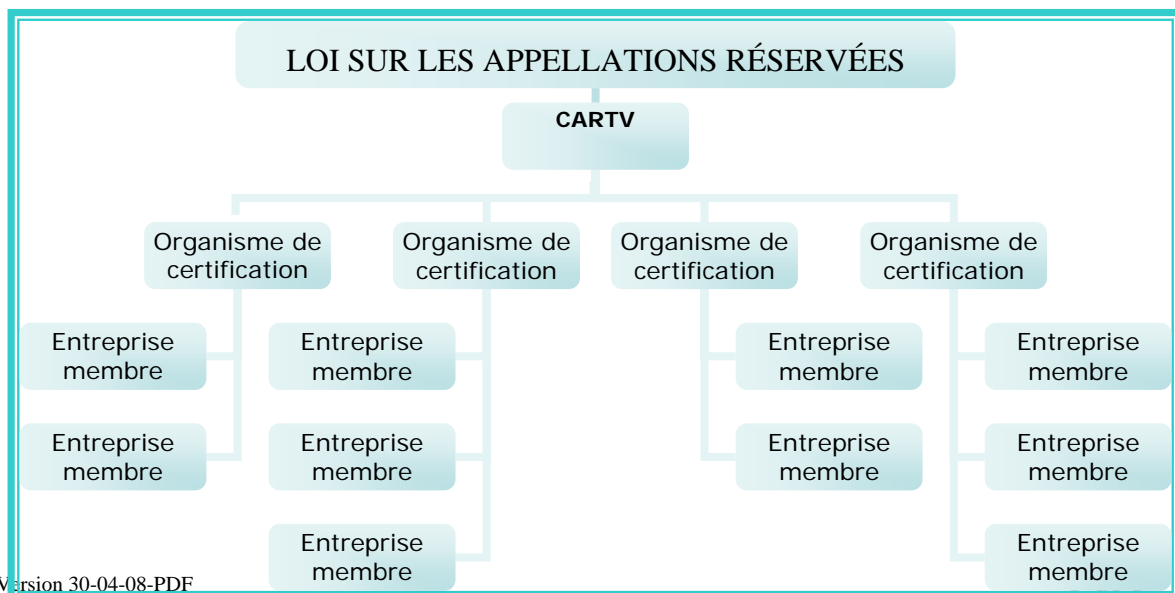 LOI SUR LES APPELLATIONS RÉSERVÉES
CARTV
Organisme de
certification
Organisme de
certification
Organisme de
certification
Organisme de
certification
Entreprise
membre
Entreprise
membre
Entreprise
membre
Entreprise
membre
Entreprise
membre
Entreprise
membre
Entreprise
membre
Entreprise
membre
Entreprise
membre
Entreprise
membre
Version 30-04-08-PDF